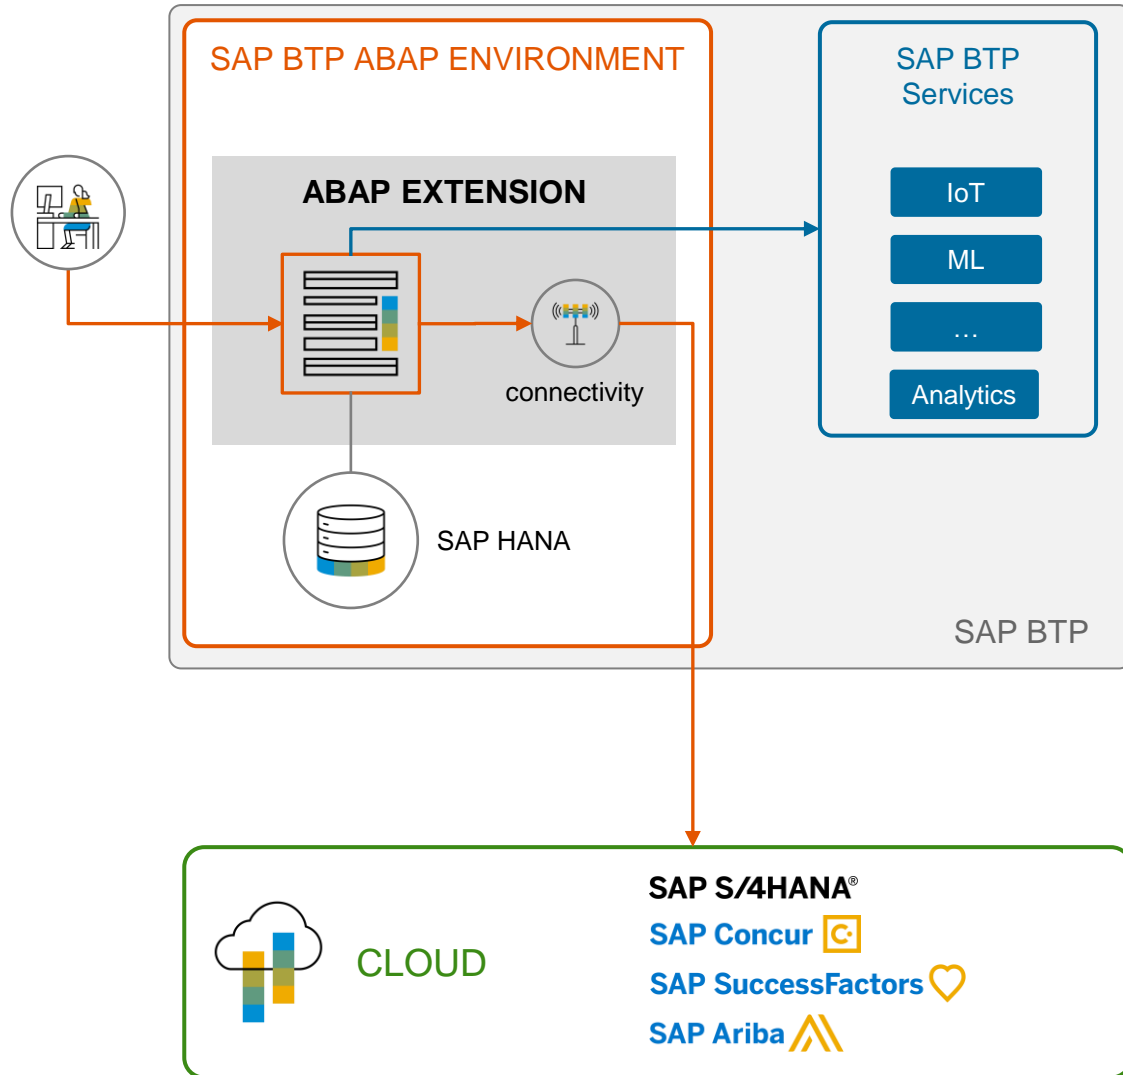 SAP BTP ABAP ENVIRONMENT
SAP BTP
Services
ABAP EXTENSION
IoT
ML
...
Analytics
connectivity
SAP HANA
SAP BTP
CLOUD
SAP S/4HANA®
SAP Concur C
SAP SuccessFactors
SAP Ariba